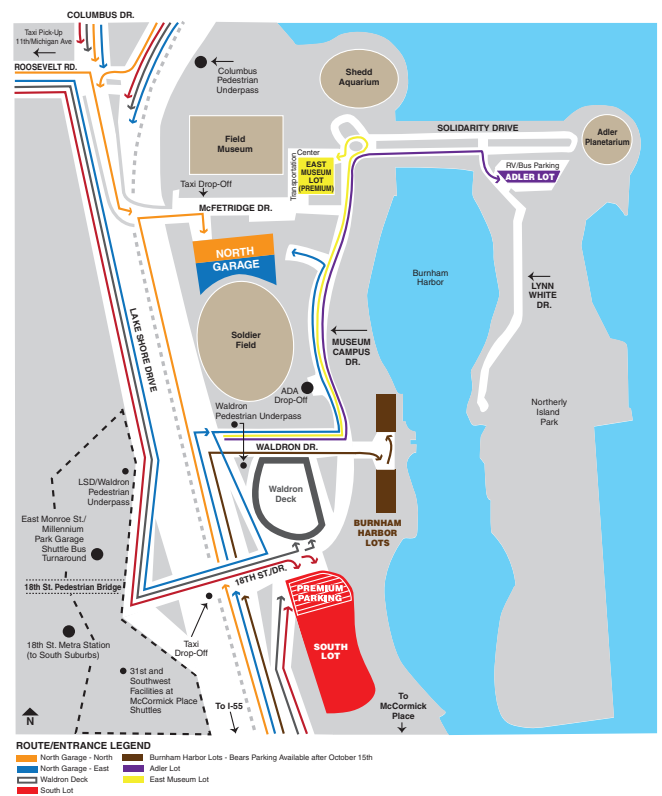 COLUMBUS DR.
Taxi Pick-Up
11th/Michigan Ave
ROOSEVELT RD.
Columbus
Pedestrian
Underpass
Shedd
Aquarium
SOLIDARITY DRIVE
Adler
Planetarium
Field
Museum
Transportation
Center
EAST
MUSEUM
LOT
(PREMIUM)
RV/Bus Parking
ADLER LOT
Taxi Drop-Off
McFETRIDGE DR.
NORTH
GARAGE
Burnham
Harbor
LYNN
WHITE
DR.
LAKE SHORE DRIVE
Soldier
Field
MUSEUM
CAMPUS
DR.
ADA
Drop-Off
Waldron
Pedestrian Underpass
Northerly
Island
Park
WALDRON DR.
LSD/Waldron
Pedestrian
Underpass
Waldron
Deck
East Monroe St./
Millennium
Park Garage
Shuttle Bus
Turnaround
BURNHAM
HARBOR
LOTS
18TH ST./DR.
18th St. Pedestrian Bridge
PREMIUM
PARKING
18th St. Metra Station
(to South Suburbs)
Taxi
Drop-Off
SOUTH
LOT
31st and
Southwest
Facilities at
McCormick Place
Shuttles
To I-55
To
McCormick
Place
N
ROUTE/ENTRANCE LEGEND
North Garage - North
Burnham Harbor Lots - Bears Parking Available after October 15th
North Garage - East
Adler Lot
Waldron Deck
East Museum Lot
South Lot